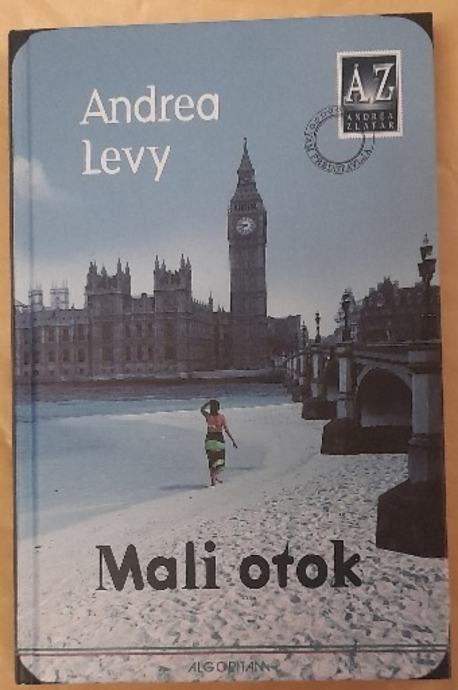 Andrea
Levy
AZ
ANDREA
ZLATAR
Mali otok
ALGORITAM